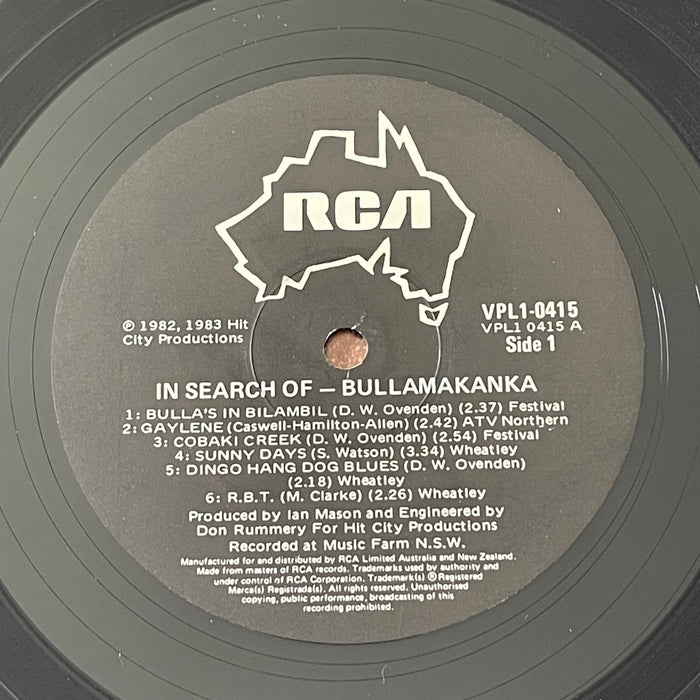 RCA
℗ 1982, 1983 Hit
City Productions
VPL1-0415
VPL1 0415 A
Side 1
IN SEARCH OF – BULLAMAKANKA
1: BULLA'S IN BILAMBIL (D. W. Ovenden) (2.37) Festival
2: GAYLENE (Caswell-Hamilton-Allen) (2.42) ATV Northern
3: COBAKI CREEK (D. W. Ovenden) (2.54) Festival
4: SUNNY DAYS (S. Watson) (3.34) Wheatley
5: DINGO HANG DOG BLUES (D. W. Ovenden)
(2.18) Wheatley
6: R.B.T. (M. Clarke) (2.26) Wheatley
Produced by Ian Mason and Engineered by
Don Rummery For Hit City Productions
Recorded at Music Farm N.S.W.
Manufactured for and distributed by RCA Limited Australia and New Zealand.
Made from masters of RCA records. Trademarks used by authority and
under control of RCA Corporation. Trademark(s) ® Registered
Marca(s) Registrada(s). All rights reserved. Unauthorised
copying, public performance, broadcasting of this
recording prohibited.